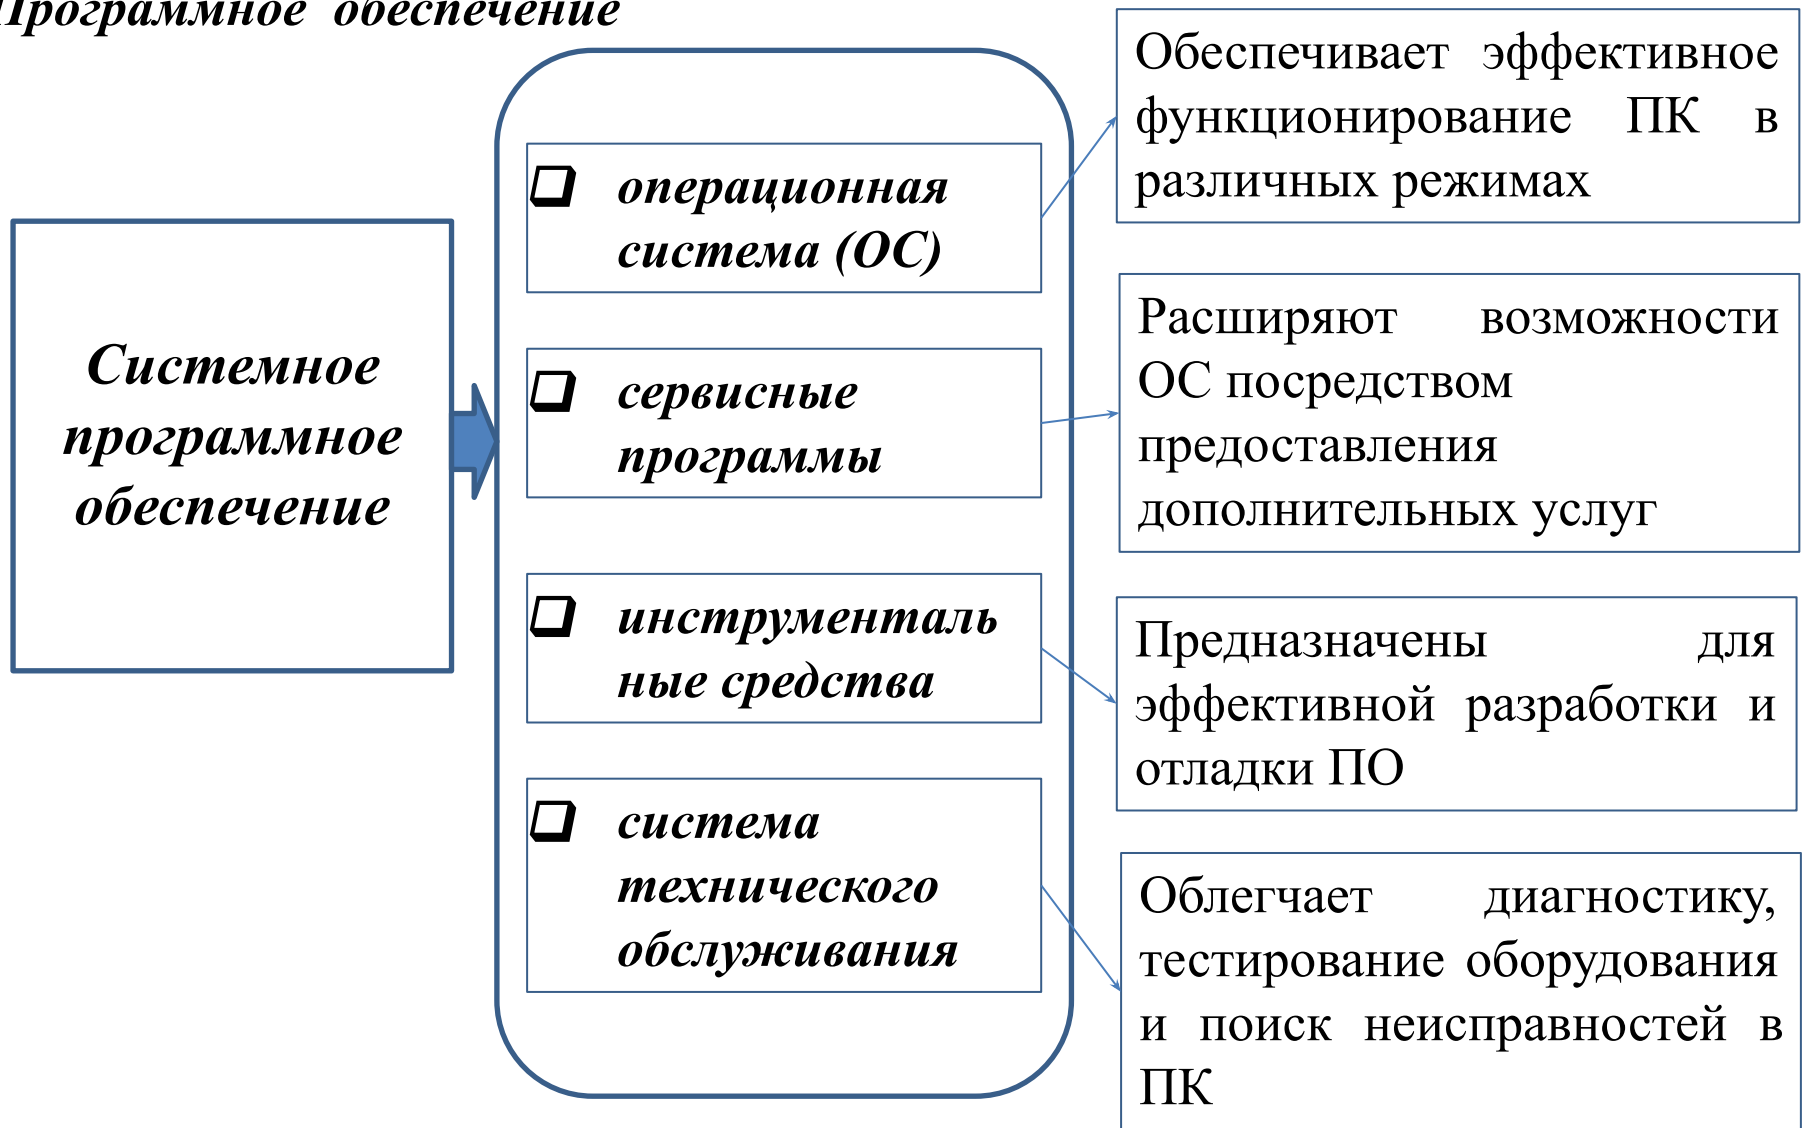 Программное обеспечение
Системное
программное
обеспечение
операционная
система (ОС)
сервисные
программы
инструменталь
ные средства
система
технического
обслуживания
Обеспечивает эффективное
функционирование ПК в
различных режимах
Расширяют возможности
ОС посредством
предоставления
дополнительных услуг
Предназначены для
эффективной разработки и
отладки ПО
Облегчает диагностику,
тестирование оборудования
и поиск неисправностей в
ПК